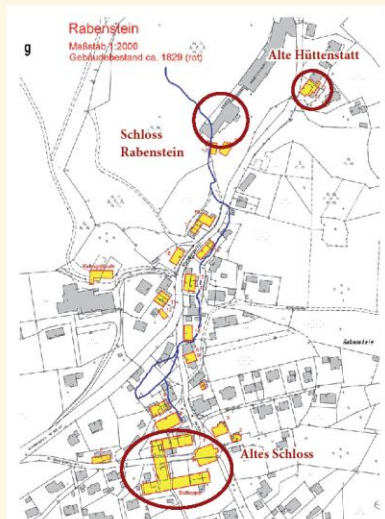 Rabenstein
Maßstab 1:2000
Gebäudebestand ca. 1829 (rot)
g
Alte Hüttenstatt
Schloss
Rabenstein
Rabenstein
Altes Schloss